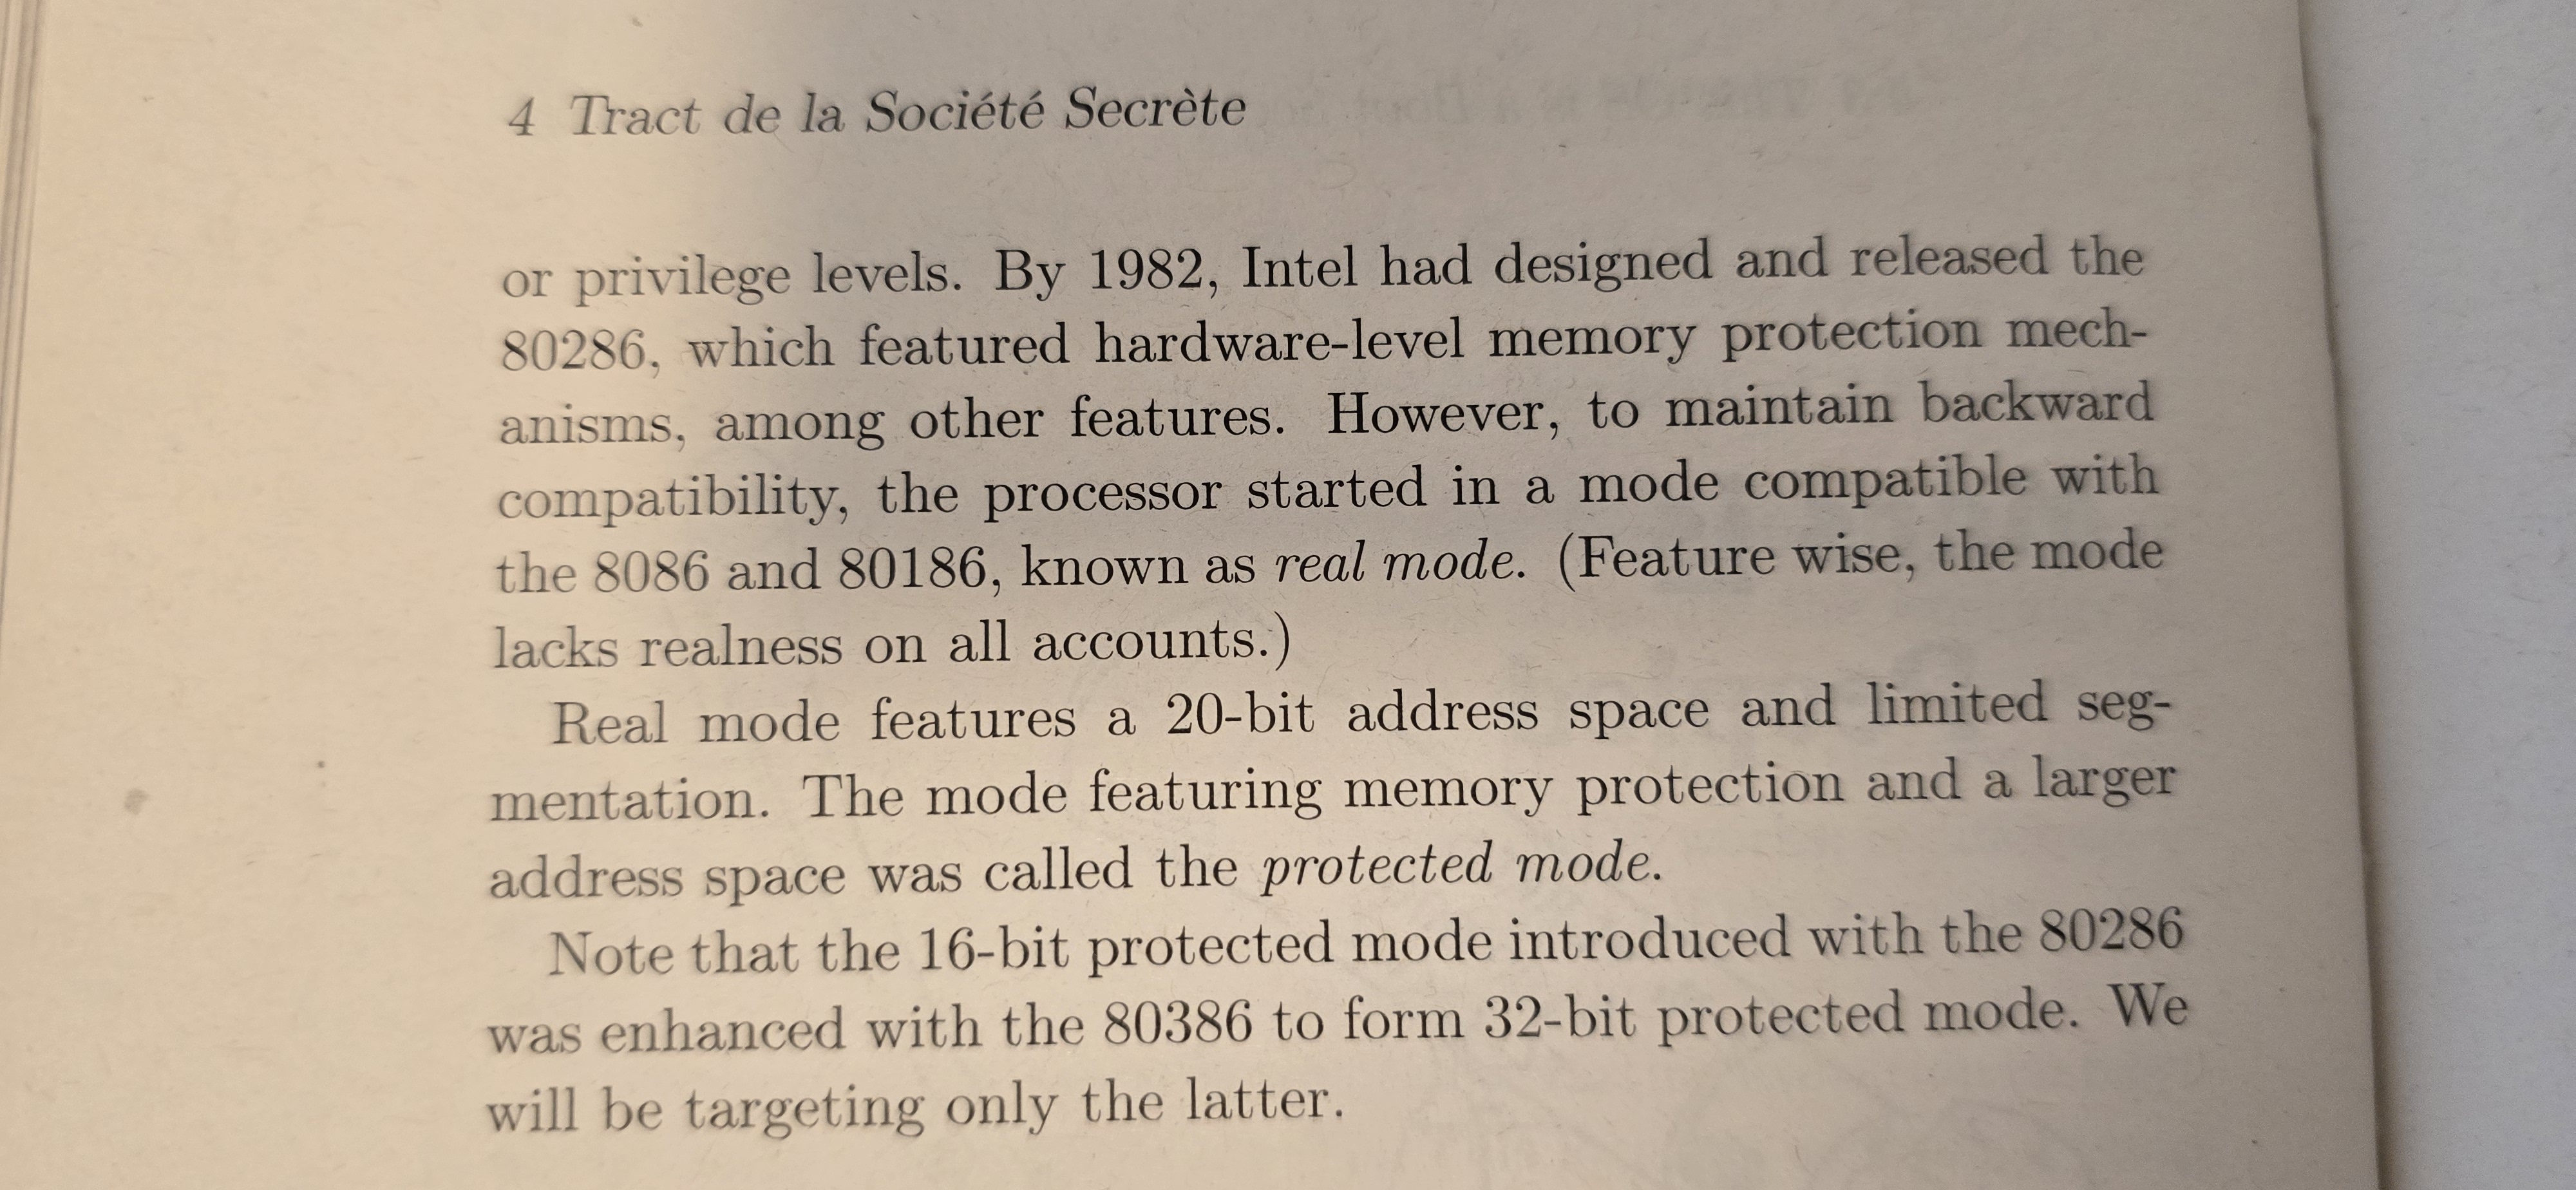 4 Tract de la Société Secrète
or privilege levels. By 1982, Intel had designed and released the
80286, which featured hardware-level memory protection mech-
anisms, among other features. However, to maintain backward
compatibility, the processor started in a mode compatible with
the 8086 and 80186, known as real mode. (Feature wise, the mode
lacks realness on all accounts.)
Real mode features a 20-bit address space and limited seg-
mentation. The mode featuring memory protection and a larger
address space was called the protected mode.
Note that the 16-bit protected mode introduced with the 80286
was enhanced with the 80386 to form 32-bit protected mode. We
will be targeting only the latter.